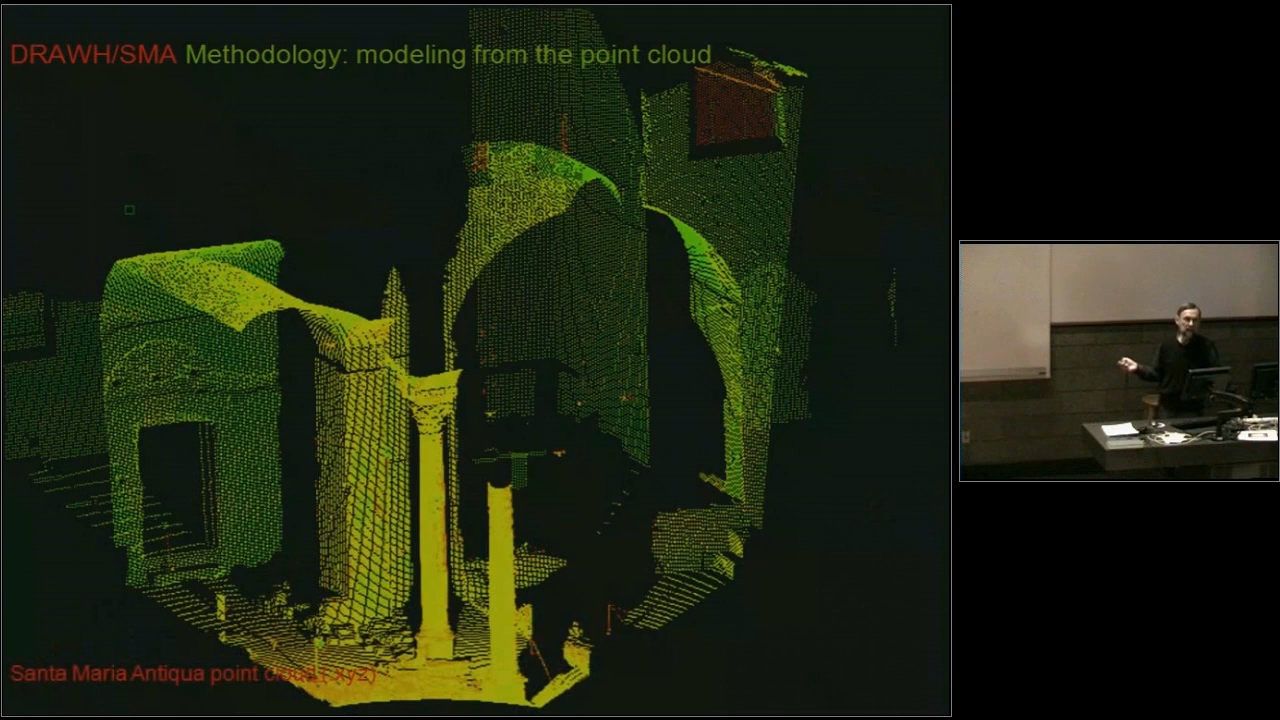 DRAWH/SMA Methodology: modeling from the point cloud
Santa Maria Antiqua point cloud ( xyz)